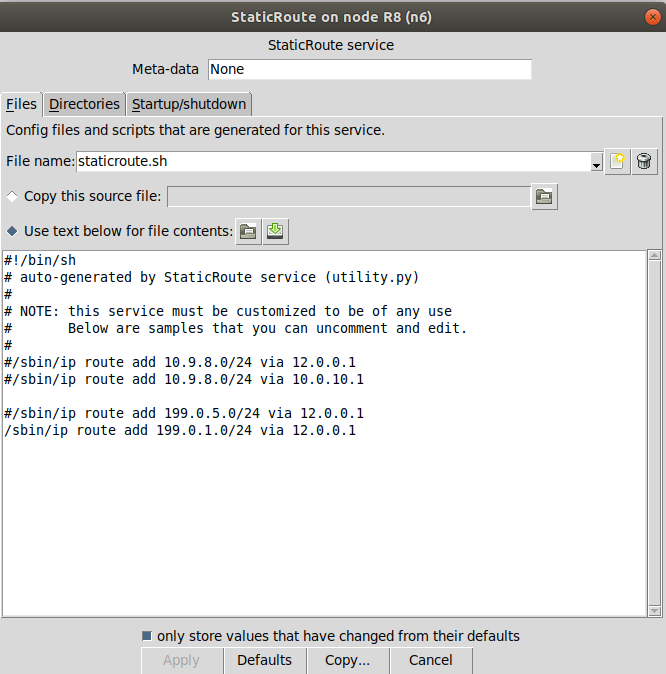 StaticRoute on node R8 (n6)
StaticRoute service
Meta-data None
Files Directories Startup/shutdown
Config files and scripts that are generated for this service.
File name: staticroute.sh
Copy this source file:
Use text below for file contents:
#!/bin/sh
# auto-generated by StaticRoute service (utility.py)
#
# NOTE: this service must be customized to be of any use
#       Below are samples that you can uncomment and edit.
#
#/sbin/ip route add 10.9.8.0/24 via 12.0.0.1
#/sbin/ip route add 10.9.8.0/24 via 10.0.10.1
#/sbin/ip route add 199.0.5.0/24 via 12.0.0.1
/sbin/ip route add 199.0.1.0/24 via 12.0.0.1
only store values that have changed from their defaults
Apply Defaults Copy... Cancel